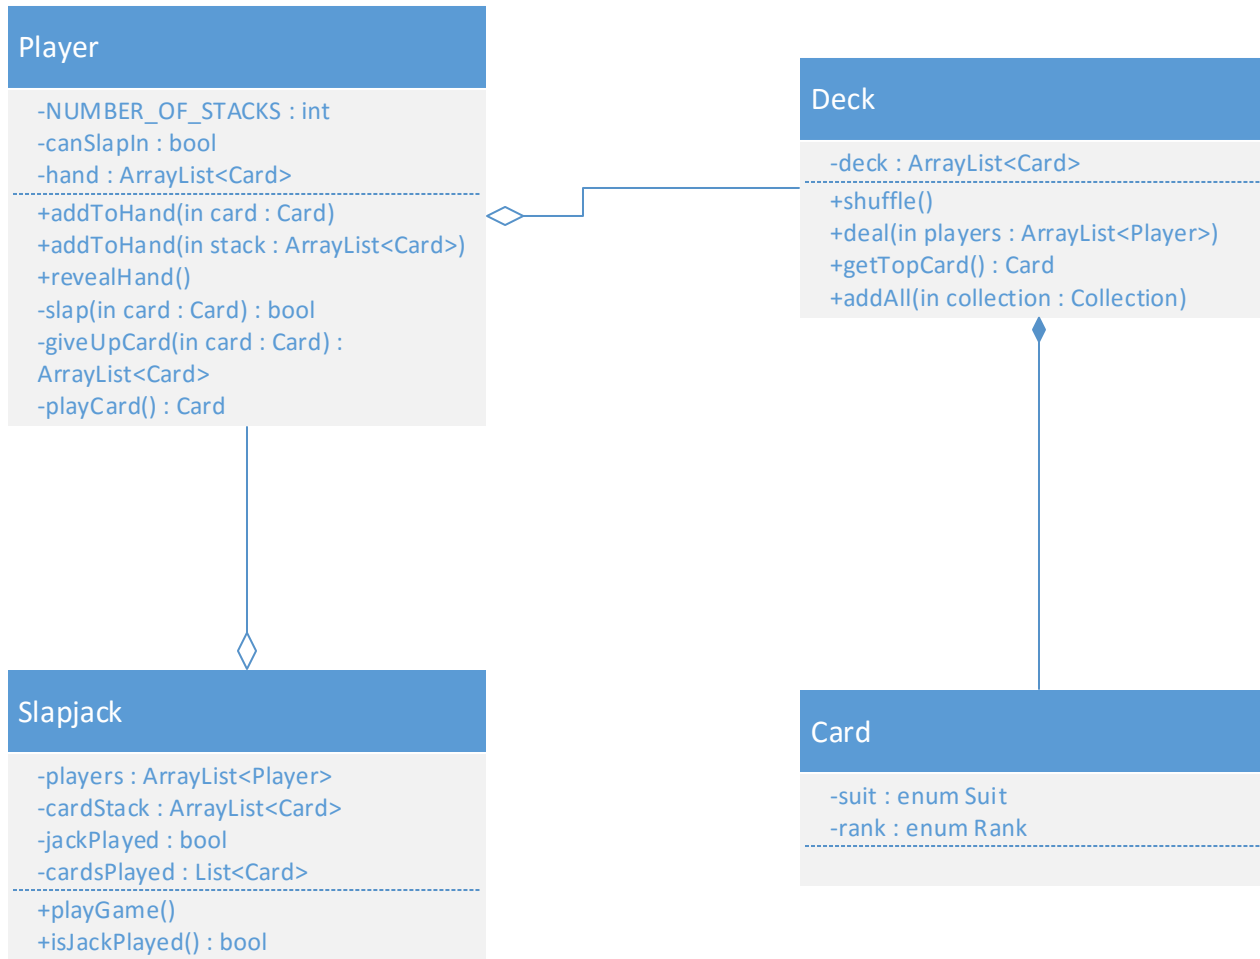 Player
-NUMBER_OF_STACKS : int
-canSlapIn : bool
-hand : ArrayList<Card>
+addToHand(in card : Card)
+addToHand(in stack : ArrayList<Card>)
+revealHand()
-slap(in card : Card) : bool
-giveUpCard(in card : Card) :
ArrayList<Card>
-playCard() : Card
Deck
-deck : ArrayList<Card>
+shuffle()
+deal(in players : ArrayList<Player>)
+getTopCard() : Card
+addAll(in collection : Collection)
Slapjack
-players : ArrayList<Player>
-cardStack : ArrayList<Card>
-jackPlayed : bool
-cardsPlayed : List<Card>
+playGame()
+isJackPlayed() : bool
Card
-suit : enum Suit
-rank : enum Rank